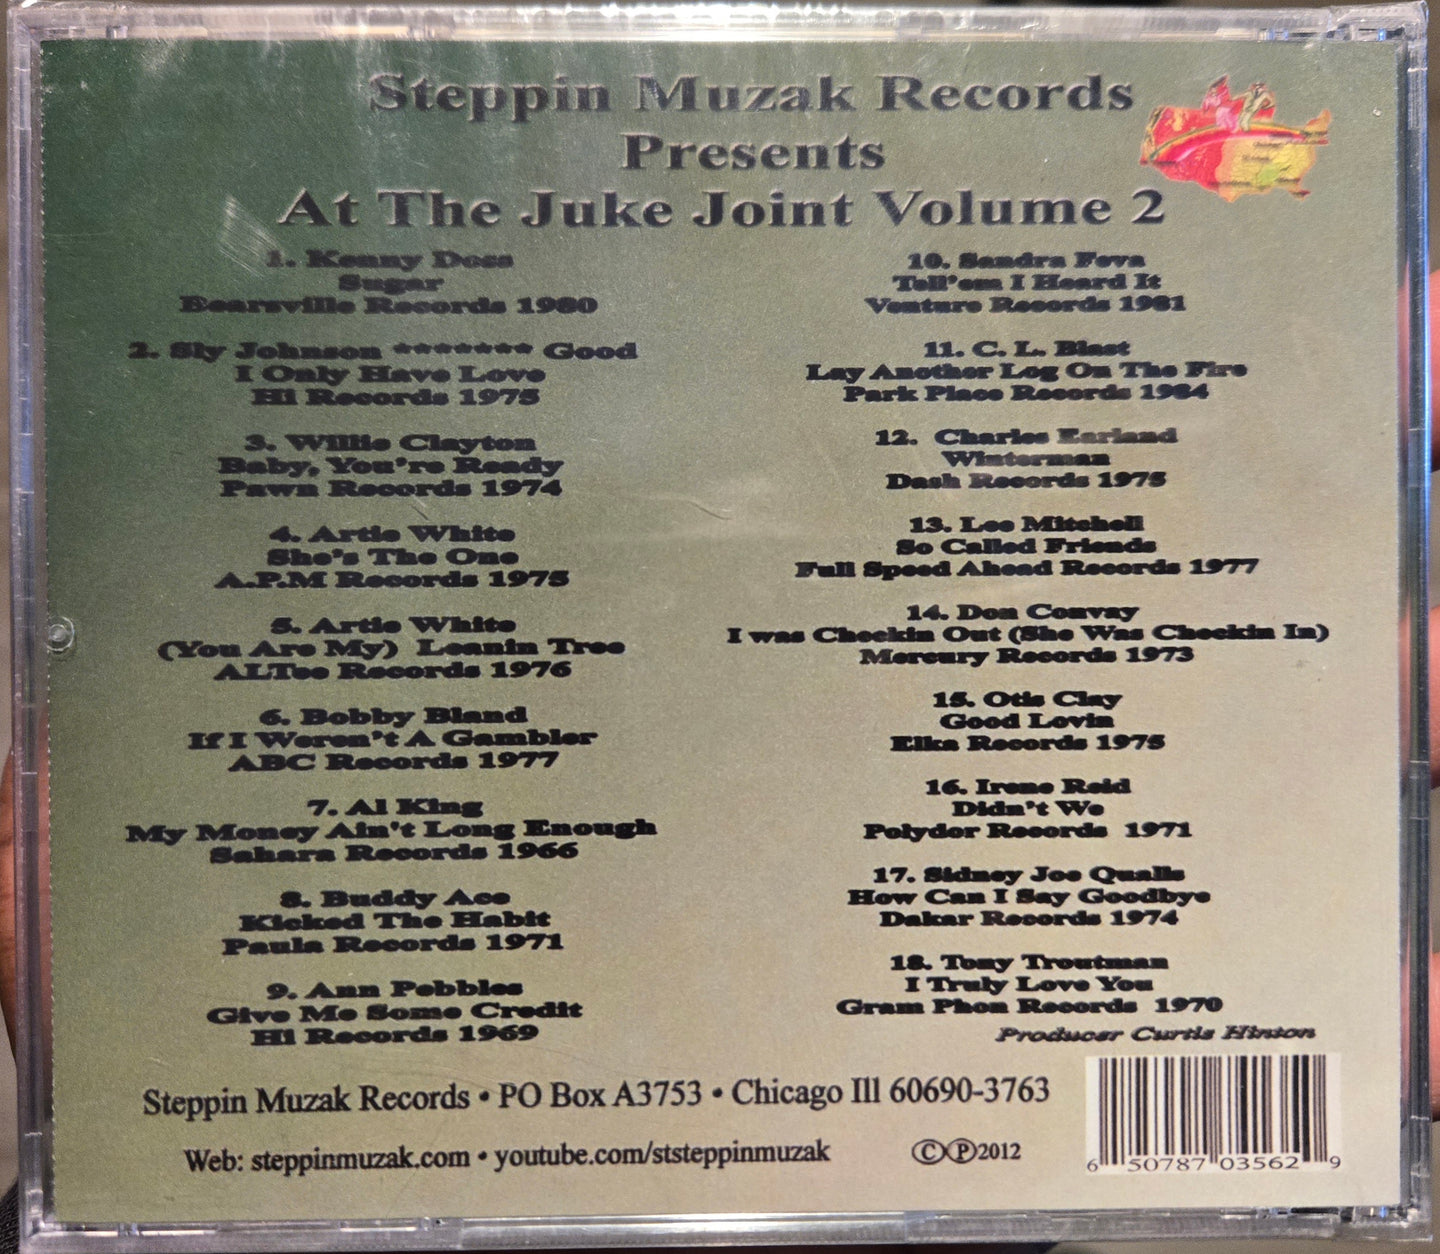 Steppin Muzak Records
Presents
At The Juke Joint Volume 2
1. Kenny Doss
Sugar
Bearsville Records 1980
2. Sly Johnson ******* Good
I Only Have Love
Hi Records 1975
3. Willie Clayton
Baby, You're Ready
Pawn Records 1974
4. Artie White
She's The One
A.P.M Records 1975
5. Artie White
(You Are My) Leanin Tree
ALTee Records 1976
6. Bobby Bland
If I Weren't A Gambler
ABC Records 1977
7. Al King
My Money Ain't Long Enough
Sahara Records 1966
8. Buddy Ace
Kicked The Habit
Paula Records 1971
9. Ann Pebbles
Give Me Some Credit
Hi Records 1969
10. Sandra Feva
Tell'em I Heard It
Venture Records 1981
11. C. L. Blast
Lay Another Log On The Fire
Park Place Records 1984
12. Charles Earland
Winterman
Dash Records 1975
13. Lee Mitchell
So Called Friends
Full Speed Ahead Records 1977
14. Don Convay
I was Checkin Out (She Was Checkin In)
Mercury Records 1973
15. Otis Clay
Good Lovin
Elka Records 1975
16. Irene Reid
Didn't We
Polydor Records 1971
17. Sidney Joe Qualls
How Can I Say Goodbye
Dakar Records 1974
18. Tony Troutman
I Truly Love You
Gram Phon Records 1970
Producer Curtis Hinton
Steppin Muzak Records • PO Box A3753 • Chicago Ill 60690-3763
Web: steppinmuzak.com • youtube.com/ststeppinmuzak ©℗2012
6 50787 03562 9